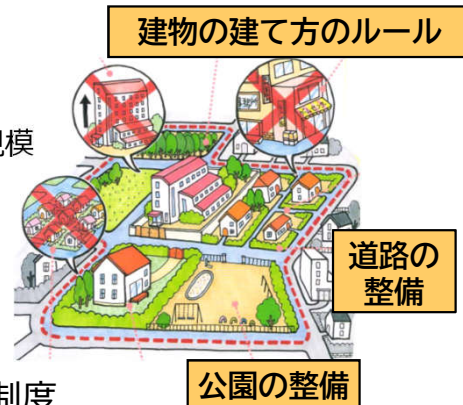 建物の建て方のルール
規模
道路の
整備
公園の整備
制度